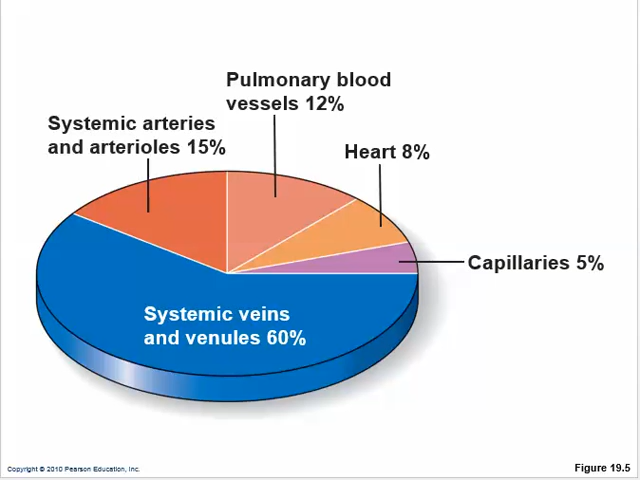 Pulmonary blood
vessels 12%
Systemic arteries
and arterioles 15%
Heart 8%
Capillaries 5%
Systemic veins
and venules 60%
Copyright © 2010 Pearson Education, Inc.
Figure 19.5